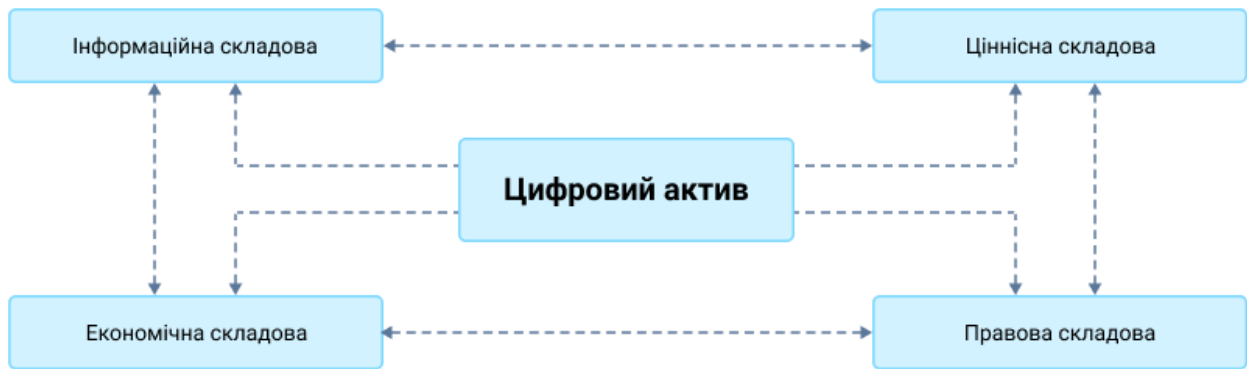 Інформаційна складова
Ціннісна складова
Цифровий актив
Економічна складова
Правова складова